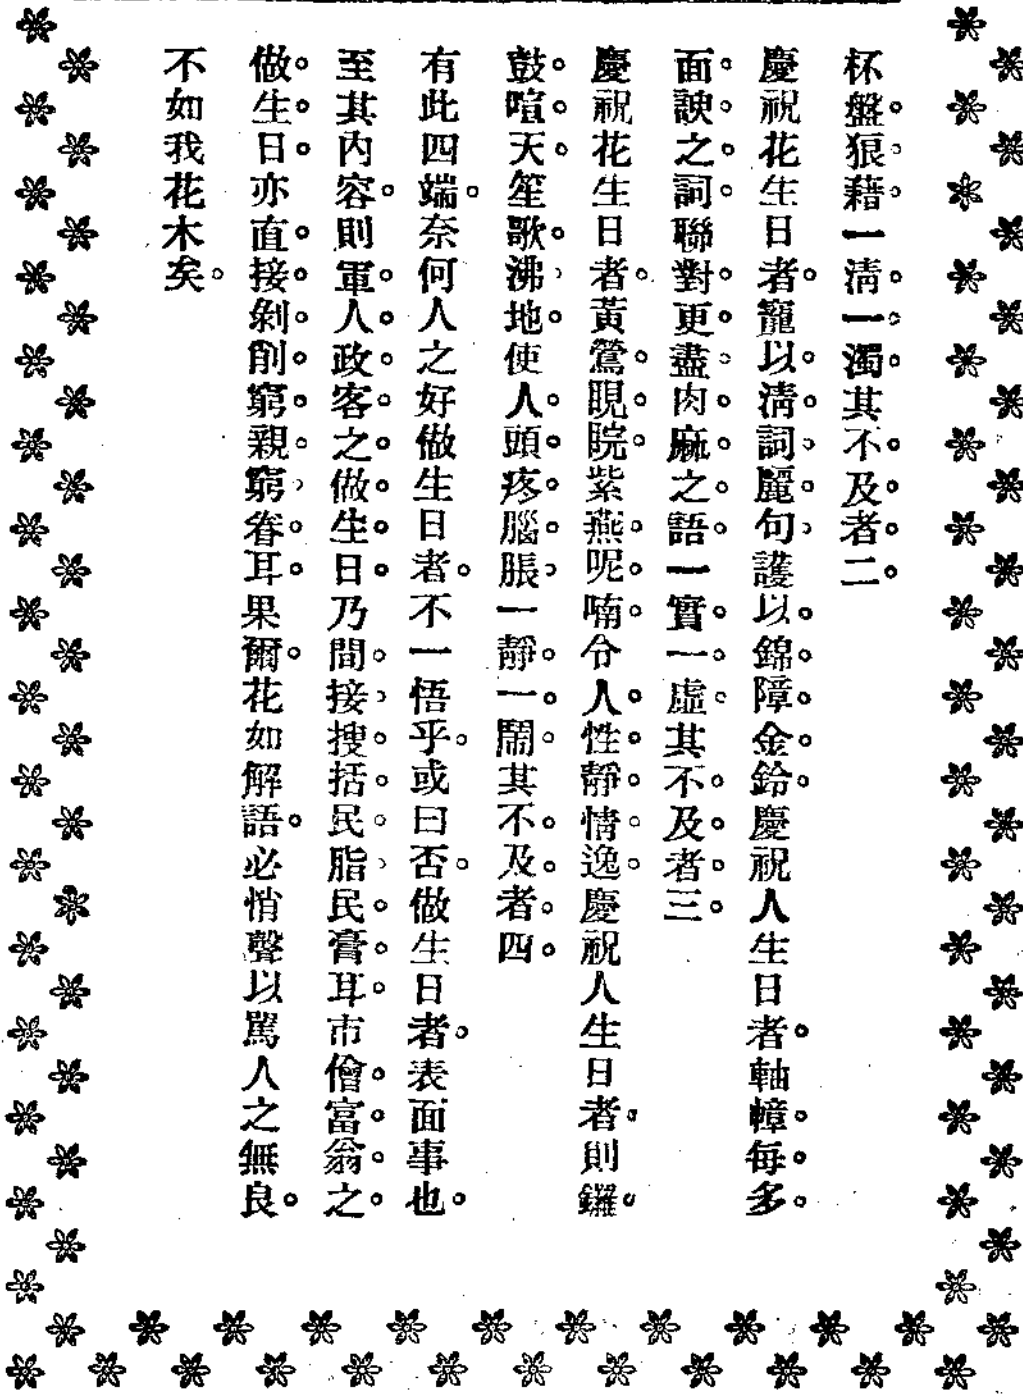 杯盤狼藉一清一濁其不及者二
慶祝花生日者寵以清詞麗句護以錦障金鈴慶祝人生日者軸幛每多
面諛之詞聯對更盡肉麻之語一實一虛其不及者三
慶祝花生日者黃鶯睍睆紫燕呢喃令人性靜情逸慶祝人生日者則鑼
鼓喧天笙歌沸地使人頭疼腦脹一靜一鬧其不及者四
有此四端奈何人之好做生日者不一悟乎或曰否做生日者表面事也
至其內容則軍人政客之做生日乃間接搜括民脂民膏耳市儈富翁之
做生日亦直接剝削窮親窮眷耳果爾花如解語必悄聲以罵人之無良
不如我花木矣